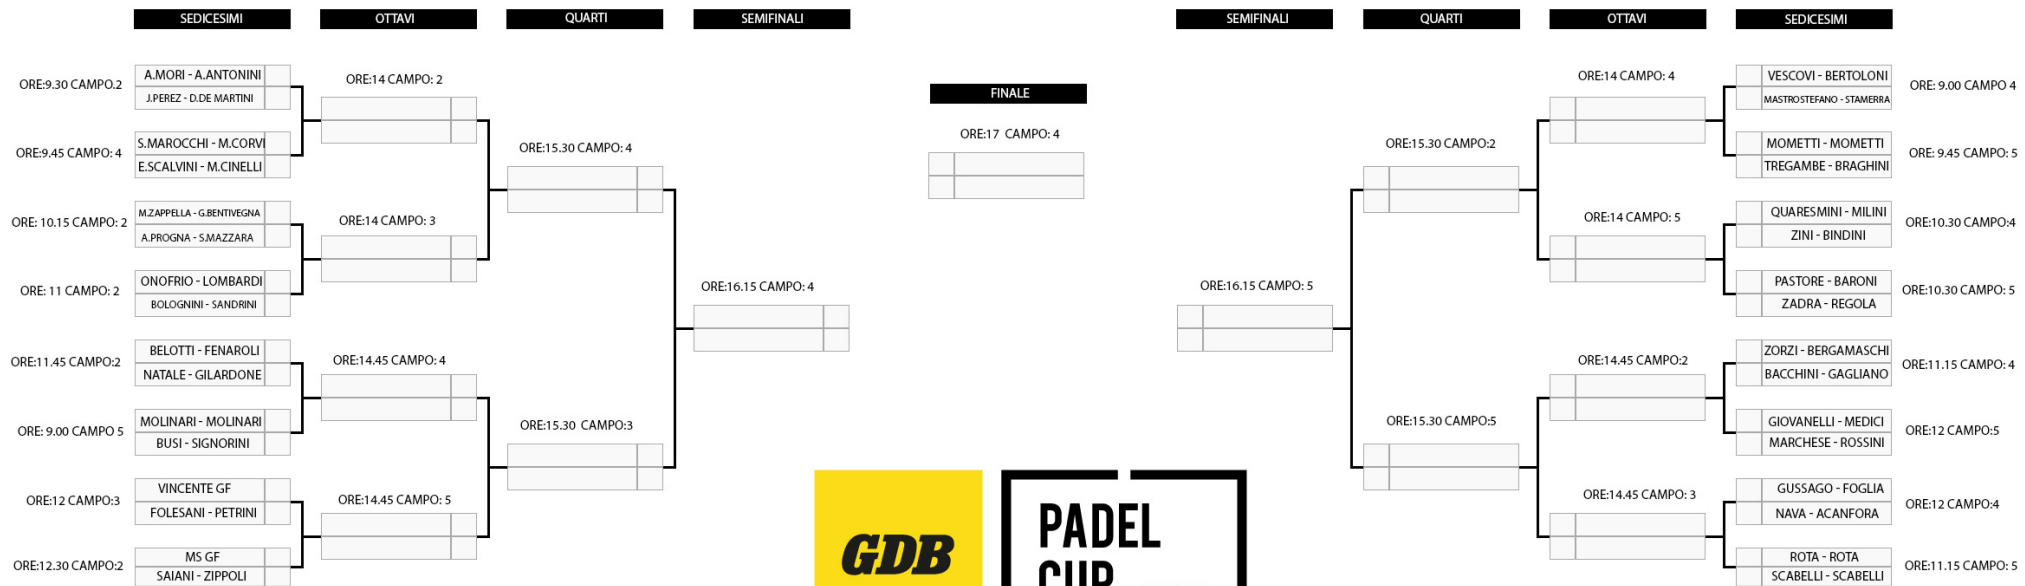 SEDICESIMI
OTTAVI
QUARTI
SEMIFINALI
SEMIFINALI
QUARTI
OTTAVI
SEDICESIMI
ORE:9.30 CAMPO.2
A.MORI - A.ANTONINI
J.PEREZ - D.DE MARTINI
ORE:9.45 CAMPO: 4
S.MAROCCHI - M.CORVI
E.SCALVINI - M.CINELLI
ORE: 10.15 CAMPO: 2
M.ZAPPELLA - G.BENTIVEGNA
A.PROGNA - S.MAZZARA
ORE: 11 CAMPO: 2
ONOFRIO - LOMBARDI
BOLOGNINI - SANDRINI
ORE:11.45 CAMPO:2
BELOTTI - FENAROLI
NATALE - GILARDONE
ORE: 9.00 CAMPO 5
MOLINARI - MOLINARI
BUSI - SIGNORINI
ORE:12 CAMPO:3
VINCENTE GF
FOLESANI - PETRINI
ORE:12.30 CAMPO:2
MS GF
SAIANI - ZIPPOLI
ORE:14 CAMPO: 2
ORE:14 CAMPO: 3
ORE:14.45 CAMPO: 4
ORE:14.45 CAMPO: 5
ORE:15.30 CAMPO: 4
ORE:15.30 CAMPO:3
ORE:16.15 CAMPO: 4
FINALE
ORE:17 CAMPO: 4
GDB
PADEL
CUP
ORE:16.15 CAMPO: 5
ORE:15.30 CAMPO:2
ORE:15.30 CAMPO:5
ORE:14 CAMPO: 4
ORE:14 CAMPO: 5
ORE:14.45 CAMPO:2
ORE:14.45 CAMPO: 3
VESCOVI - BERTOLONI
MASTROSTEFANO - STAMERRA
ORE: 9.00 CAMPO 4
MOMETTI - MOMETTI
TREGAMBE - BRAGHINI
ORE: 9.45 CAMPO: 5
QUARESMINI - MILINI
ZINI - BINDINI
ORE:10.30 CAMPO:4
PASTORE - BARONI
ZADRA - REGOLA
ORE:10.30 CAMPO: 5
ZORZI - BERGAMASCHI
BACCHINI - GAGLIANO
ORE:11.15 CAMPO: 4
GIOVANELLI - MEDICI
MARCHESE - ROSSINI
ORE:12 CAMPO:5
GUSSAGO - FOGLIA
NAVA - ACANFORA
ORE:12 CAMPO:4
ROTA - ROTA
SCABELLI - SCABELLI
ORE:11.15 CAMPO: 5